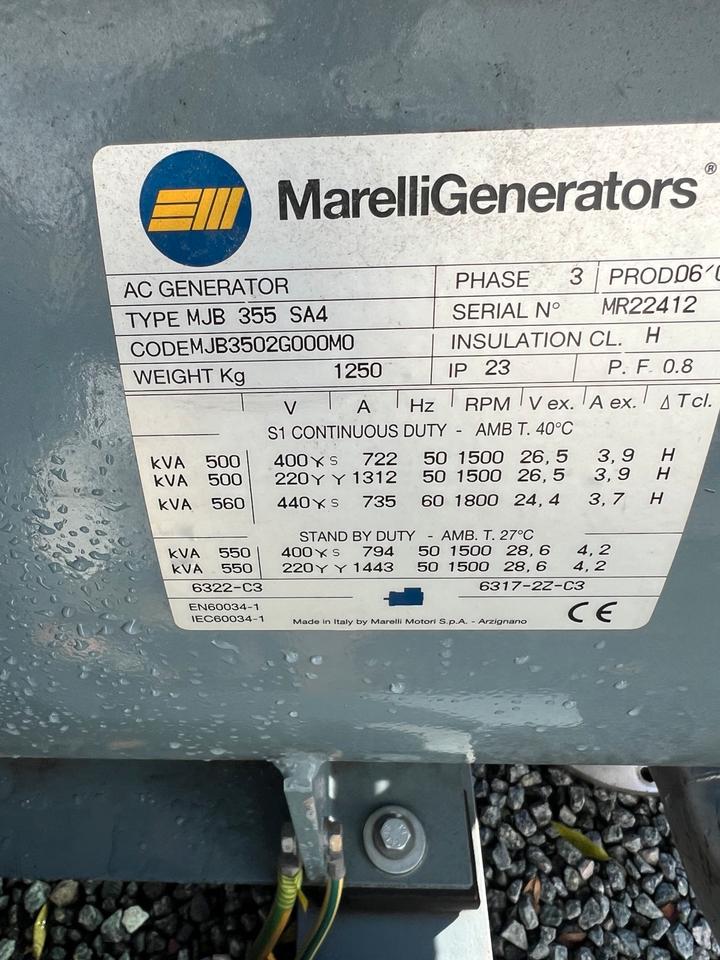 MarelliGenerators®
AC GENERATOR PHASE 3 PROD.06/
TYPE MJB 355 SA4 SERIAL N° MR22412
CODE MJB3502G000M0 INSULATION CL. H
WEIGHT Kg 1250 IP 23 P. F. 0.8
V A Hz RPM V ex. A ex. Δ T cl.
S1 CONTINUOUS DUTY - AMB T. 40°C
kVA 500 400 Y S 722 50 1500 26,5 3,9 H
kVA 500 220 Y Y 1312 50 1500 26,5 3,9 H
kVA 560 440 Y S 735 60 1800 24,4 3,7 H
STAND BY DUTY - AMB. T. 27°C
kVA 550 400 Y S 794 50 1500 28,6 4,2
kVA 550 220 Y Y 1443 50 1500 28,6 4,2
6322-C3 6317-2Z-C3
EN60034-1
IEC60034-1 Made in Italy by Marelli Motori S.p.A. - Arzignano CE